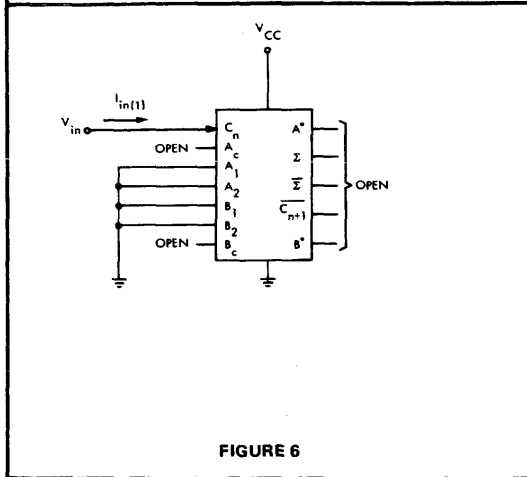 V_CC
I_in(1)
V_in
C_n
OPEN A_c
A_1
A_2
B_1
B_2
OPEN B_c
A*
Σ
Σ̅
C̅_n+1
B*
OPEN
FIGURE 6